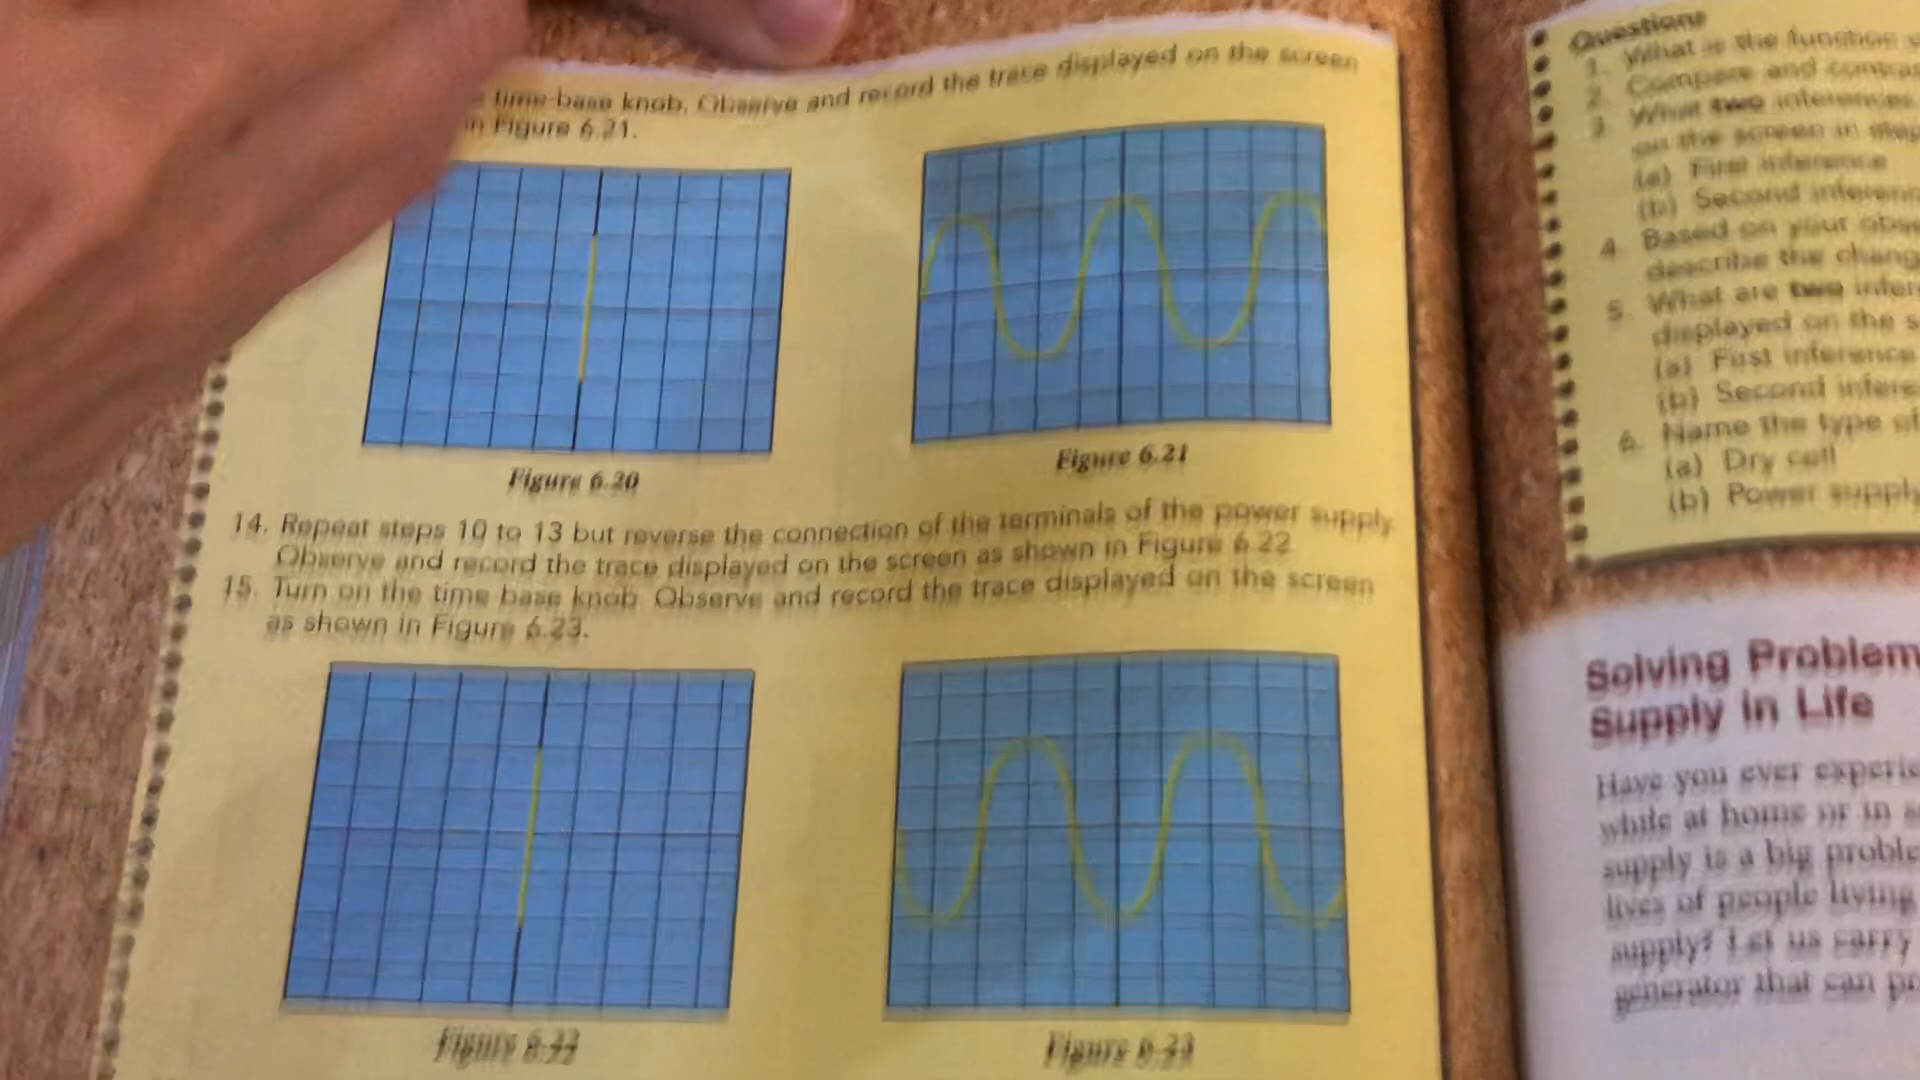 time-base knob. Observe and record the trace displayed on the screen
in Figure 6.21.
Figure 6.20
Figure 6.21
14. Repeat steps 10 to 13 but reverse the connection of the terminals of the power supply.
Observe and record the trace displayed on the screen as shown in Figure 6.22.
15. Turn on the time-base knob. Observe and record the trace displayed on the screen
as shown in Figure 6.23.
Figure 6.22
Figure 6.23
Questions
1. What is the function
2. Compare and
3. What two inferences
on the screen in
(a) First inference
(b) Second
4. Based on your
describe the
5. What are two
displayed on the
(a) First inference
(b) Second
6. Name the type of
(a) Dry cell
(b) Power supply
Solving
Supply in Life
Have you ever
while at home or in
supply is a big
lives of people living
supply? Let us carry
generator that can